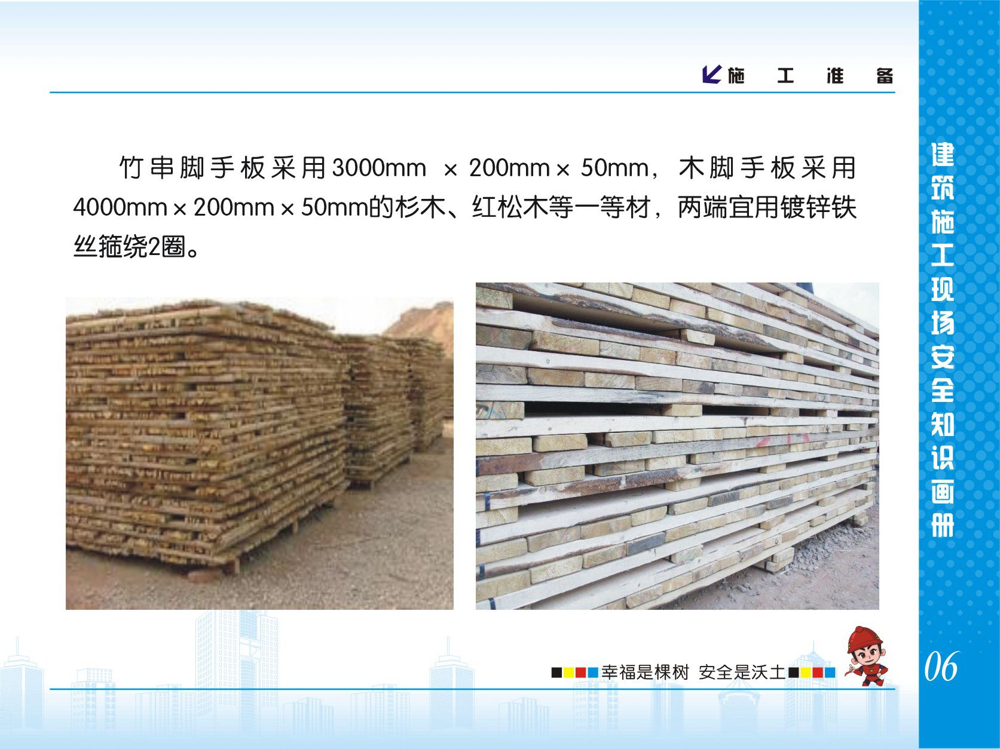 施工准备
竹串脚手板采用3000mm × 200mm× 50mm，木脚手板采用
4000mm×200mm×50mm的杉木、红松木等一等材，两端宜用镀锌铁
丝箍绕2圈。
幸福是棵树 安全是沃土
建筑施工现场安全知识画册
06